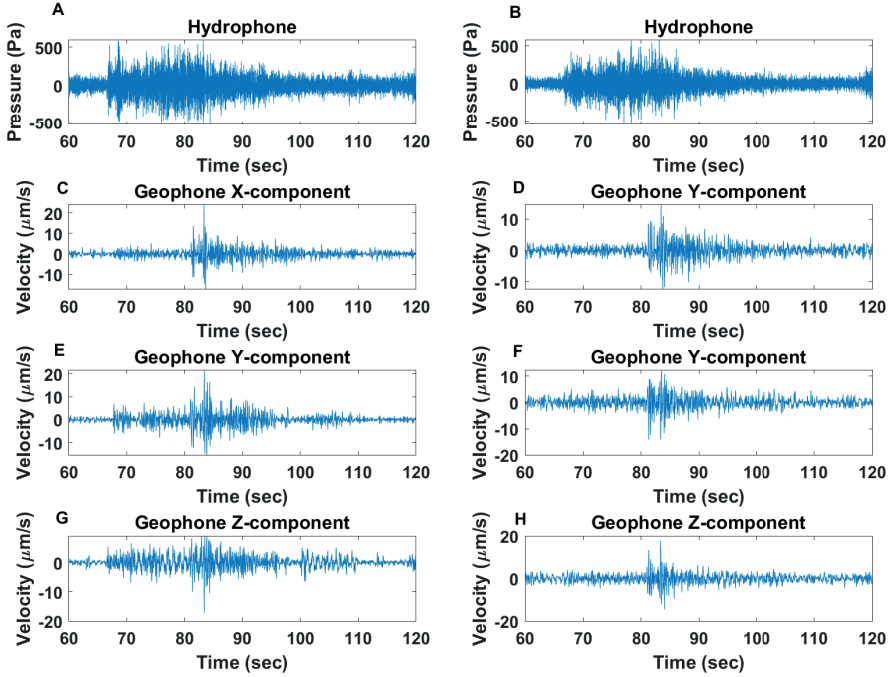 A
Hydrophone
Pressure (Pa)
500
0
-500
60 70 80 90 100 110 120
Time (sec)
B
Hydrophone
Pressure (Pa)
500
0
-500
60 70 80 90 100 110 120
Time (sec)
C
Geophone X-component
Velocity (μm/s)
20
10
0
-10
60 70 80 90 100 110 120
Time (sec)
D
Geophone Y-component
Velocity (μm/s)
10
0
-10
60 70 80 90 100 110 120
Time (sec)
E
Geophone Y-component
Velocity (μm/s)
20
10
0
-10
60 70 80 90 100 110 120
Time (sec)
F
Geophone Y-component
Velocity (μm/s)
10
0
-10
-20
60 70 80 90 100 110 120
Time (sec)
G
Geophone Z-component
Velocity (μm/s)
0
-10
-20
60 70 80 90 100 110 120
Time (sec)
H
Geophone Z-component
Velocity (μm/s)
20
0
-20
60 70 80 90 100 110 120
Time (sec)